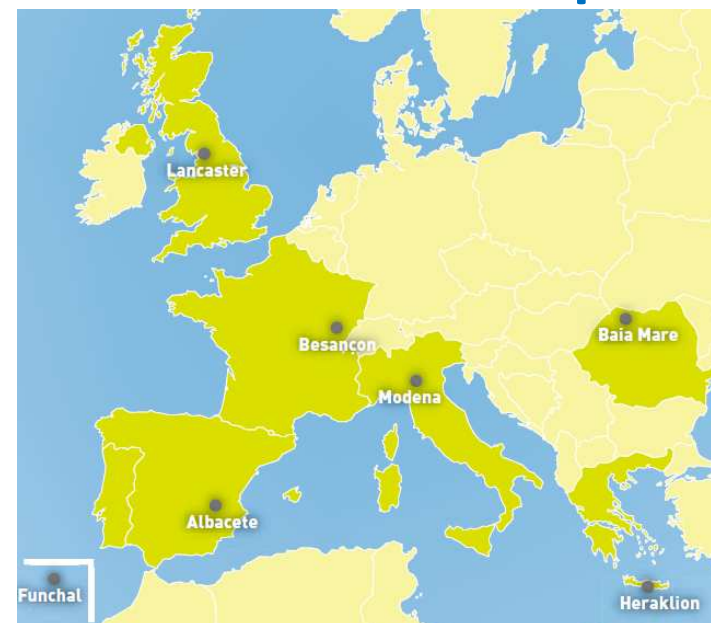 Lancaster
Besançon
Baia Mare
Modena
Albacete
Funchal
Heraklion